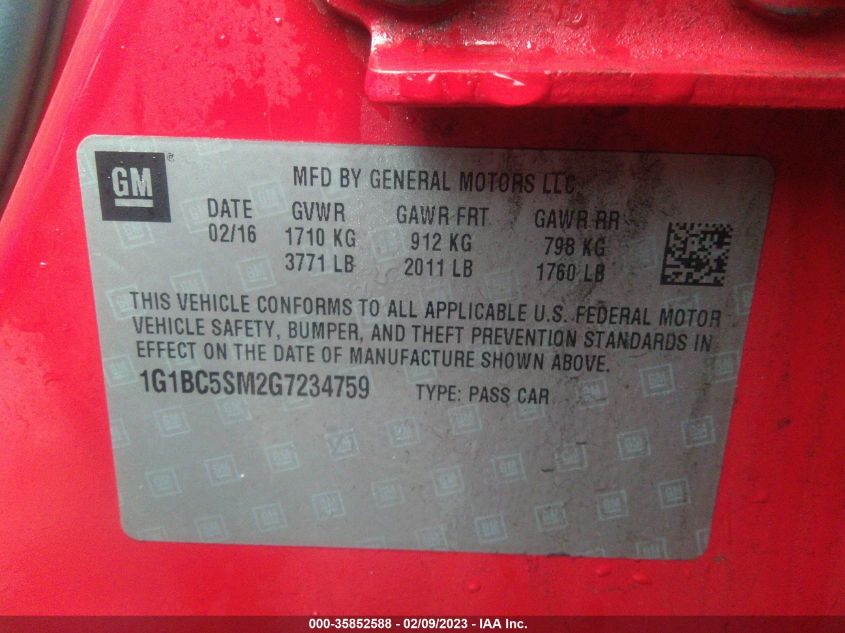 GM
MFD BY GENERAL MOTORS LLC
DATE GVWR GAWR FRT GAWR RR
02/16 1710 KG 912 KG 798 KG
3771 LB 2011 LB 1760 LB
THIS VEHICLE CONFORMS TO ALL APPLICABLE U.S. FEDERAL MOTOR
VEHICLE SAFETY, BUMPER, AND THEFT PREVENTION STANDARDS IN
EFFECT ON THE DATE OF MANUFACTURE SHOWN ABOVE.
1G1BC5SM2G7234759 TYPE: PASS CAR
000-35852588 - 02/09/2023 - IAA Inc.